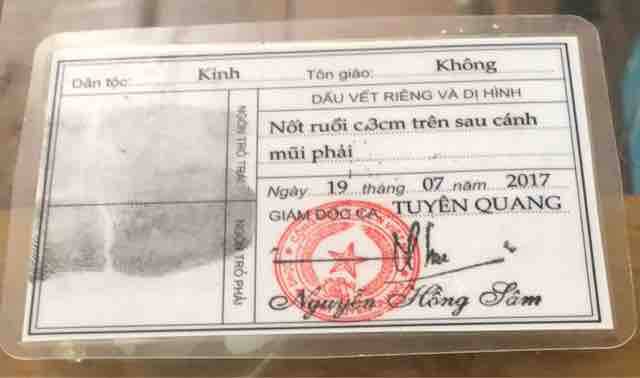 Dân tộc: Kinh Tôn giáo: Không
DẤU VẾT RIÊNG VÀ DỊ HÌNH
Nốt ruồi c.3cm trên sau cánh
mũi phải
Ngày 19 tháng 07 năm 2017
GIÁM ĐỐC CA TUYÊN QUANG
Nguyễn Hồng Sâm
NGÓN TRỎ TRÁI
NGÓN TRỎ PHẢI